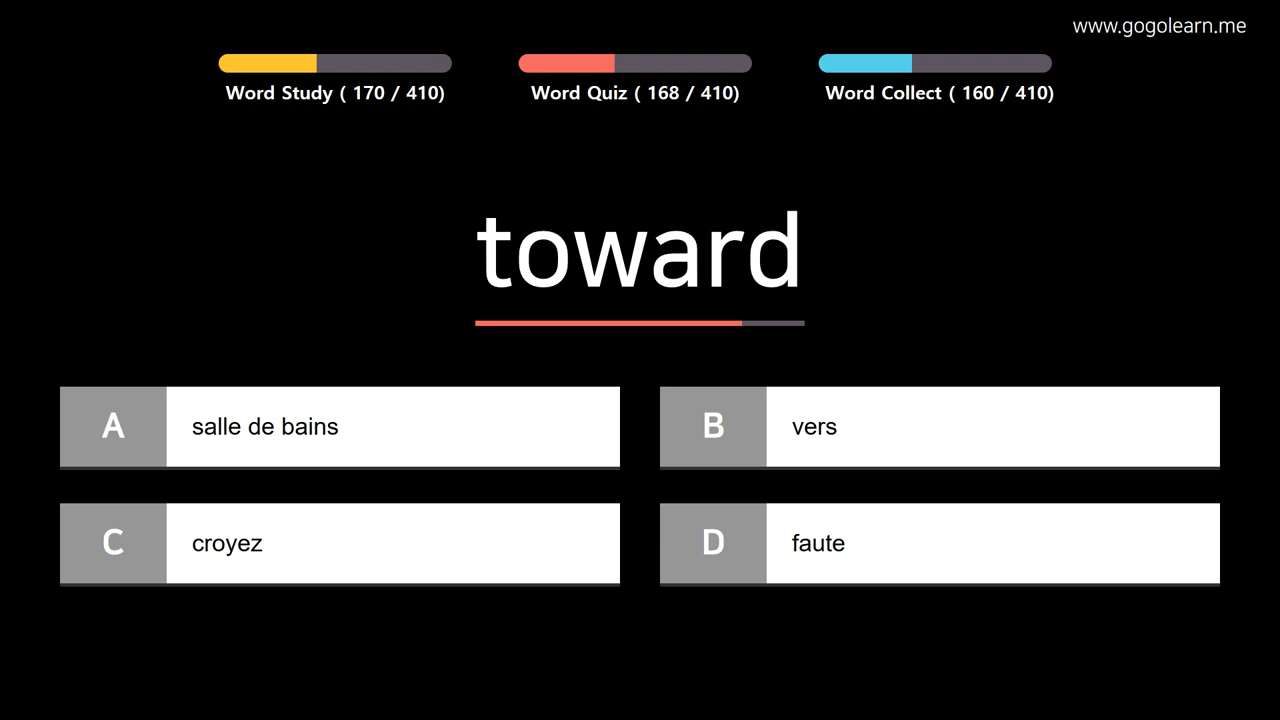 www.gogolearn.me
Word Study ( 170 / 410)
Word Quiz ( 168 / 410)
Word Collect ( 160 / 410)
toward
A salle de bains
B vers
C croyez
D faute